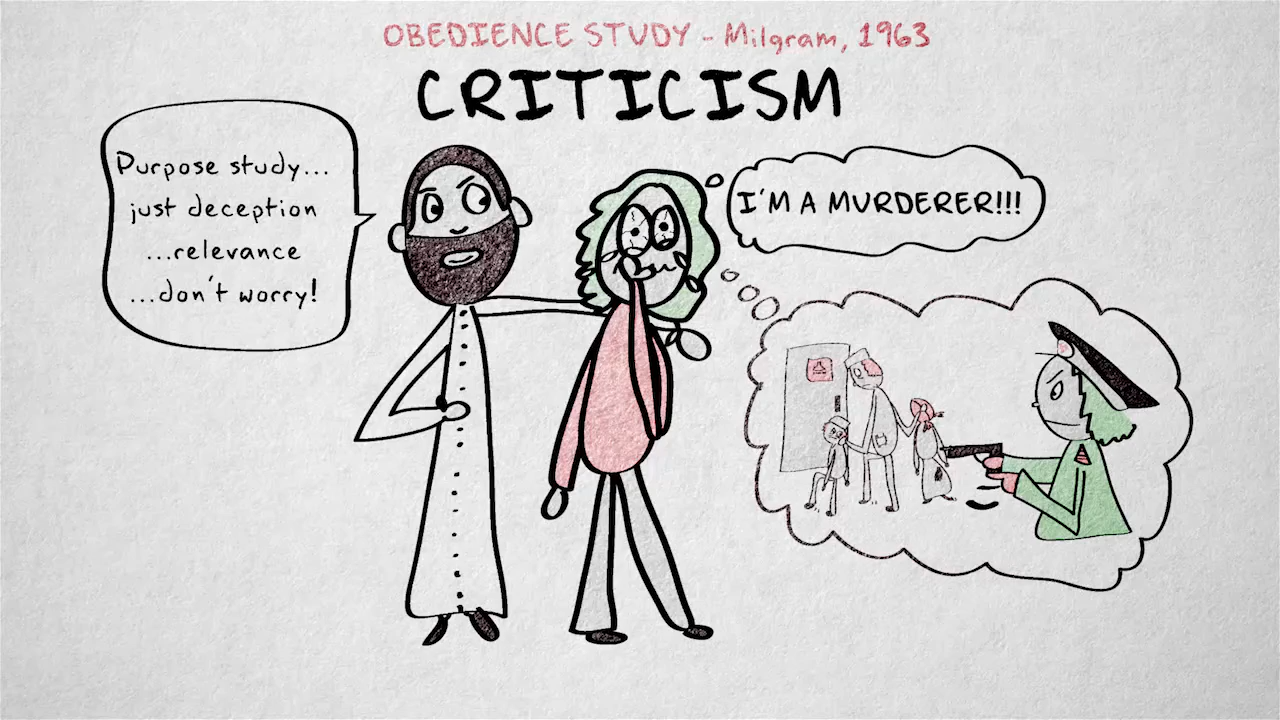 OBEDIENCE STUDY - Milgram, 1963
CRITICISM
Purpose study...
just deception
...relevance
...don't worry!
I'M A MURDERER!!!